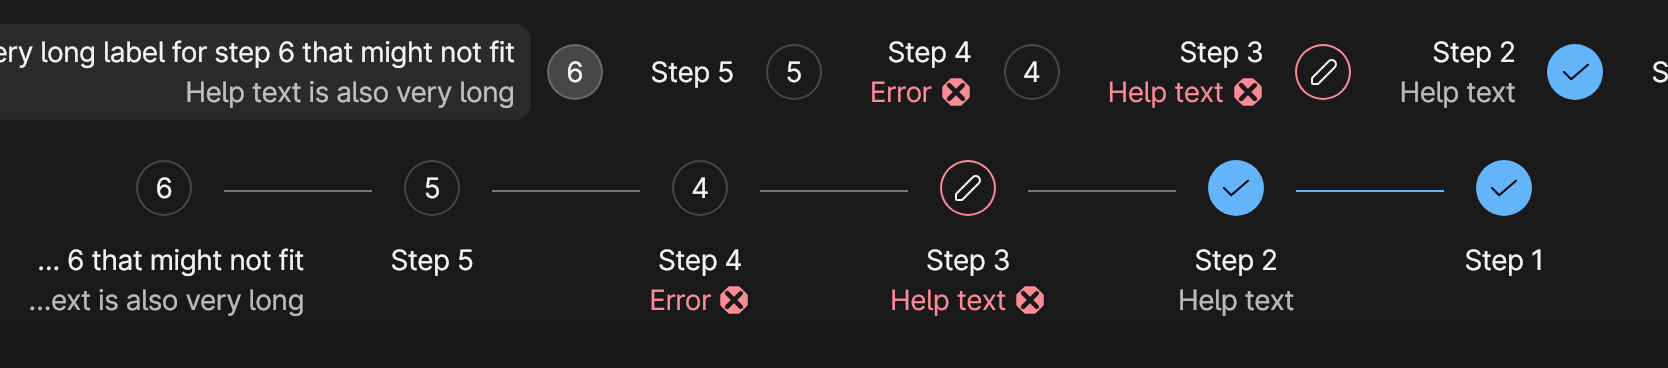 ery long label for step 6 that might not fit
Help text is also very long
6
Step 5
5
Step 4
Error
4
Step 3
Help text
Step 2
Help text
S
6
5
4
... 6 that might not fit
...ext is also very long
Step 5
Step 4
Error
Step 3
Help text
Step 2
Help text
Step 1